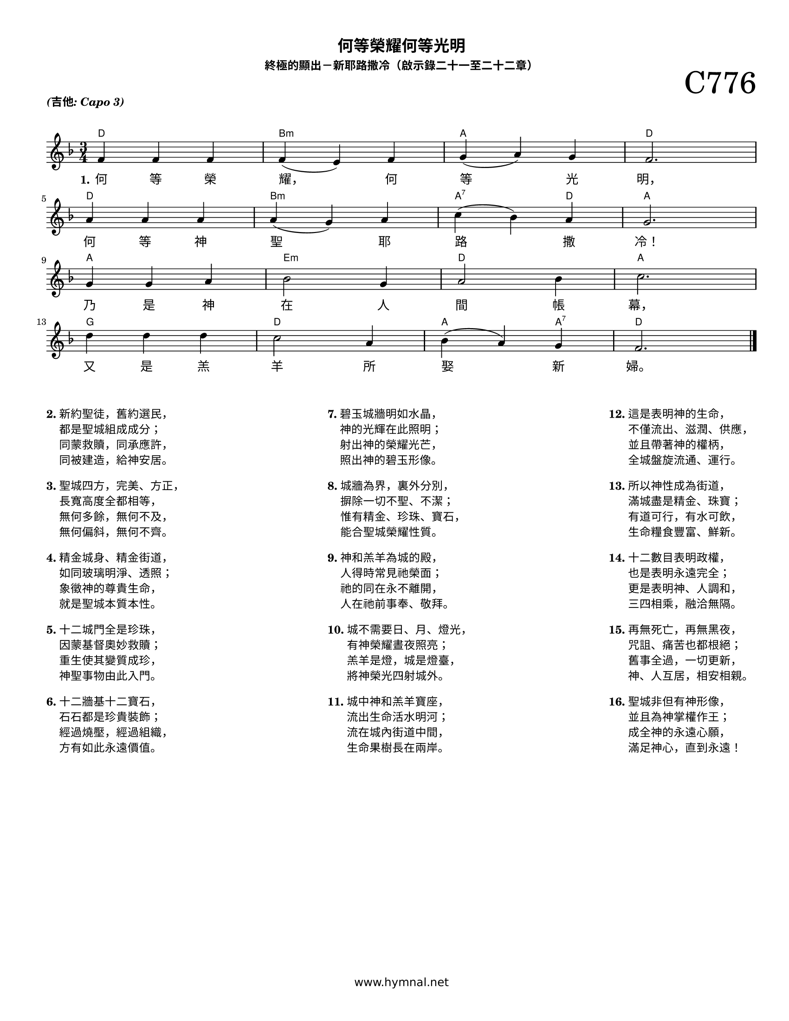 何等榮耀何等光明
終極的顯出－新耶路撒冷（啟示錄二十一至二十二章）
C776
(吉他: Capo 3)
D Bm A D
3
4
1. 何 等 榮 耀， 何 等 光 明，
5
D Bm A7 D A
何 等 神 聖 耶 路 撒 冷！
9
A Em D A
乃 是 神 在 人 間 帳 幕，
13
G D A A7 D
又 是 羔 羊 所 娶 新 婦。
2. 新約聖徒，舊約選民，
都是聖城組成成分；
同蒙救贖，同承應許，
同被建造，給神安居。
3. 聖城四方，完美、方正，
長寬高度全都相等，
無何多餘，無何不及，
無何偏斜，無何不齊。
4. 精金城身、精金街道，
如同玻璃明淨、透照；
象徵神的尊貴生命，
就是聖城本質本性。
5. 十二城門全是珍珠，
因蒙基督奧妙救贖；
重生使其變質成珍，
神聖事物由此入門。
6. 十二牆基十二寶石，
石石都是珍貴裝飾；
經過燒壓，經過組織，
方有如此永遠價值。
7. 碧玉城牆明如水晶，
神的光輝在此照明；
射出神的榮耀光芒，
照出神的碧玉形像。
8. 城牆為界，裏外分別，
摒除一切不聖、不潔；
惟有精金、珍珠、寶石，
能合聖城榮耀性質。
9. 神和羔羊為城的殿，
人得時常見祂榮面；
祂的同在永不離開，
人在祂前事奉、敬拜。
10. 城不需要日、月、燈光，
有神榮耀晝夜照亮；
羔羊是燈，城是燈臺，
將神榮光四射城外。
11. 城中神和羔羊寶座，
流出生命活水明河；
流在城內街道中間，
生命果樹長在兩岸。
12. 這是表明神的生命，
不僅流出、滋潤、供應，
並且帶著神的權柄，
全城盤旋流通、運行。
13. 所以神性成為街道，
滿城盡是精金、珠寶；
有道可行，有水可飲，
生命糧食豐富、鮮新。
14. 十二數目表明政權，
也是表明永遠完全；
更是表明神、人調和，
三四相乘，融洽無隔。
15. 再無死亡，再無黑夜，
咒詛、痛苦也都根絕；
舊事全過，一切更新，
神、人互居，相安相親。
16. 聖城非但有神形像，
並且為神掌權作王；
成全神的永遠心願，
滿足神心，直到永遠！
www.hymnal.net